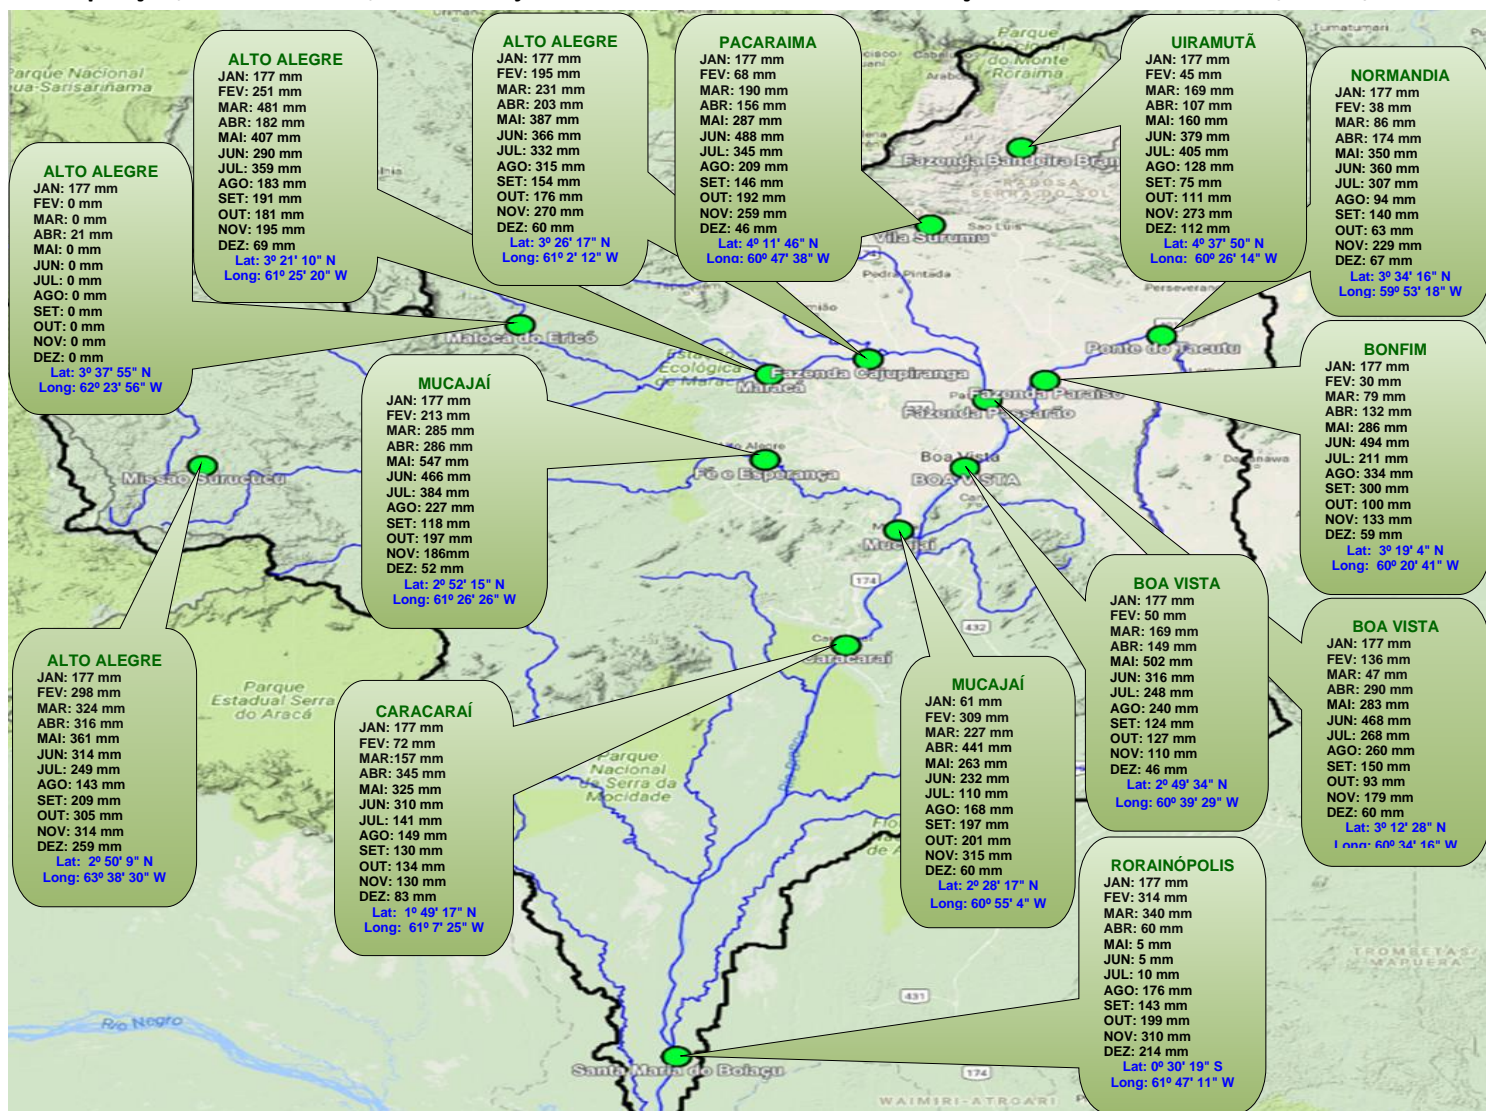 ALTO ALEGRE
JAN: 177 mm
FEV: 0 mm
MAR: 0 mm
ABR: 21 mm
MAI: 0 mm
JUN: 0 mm
JUL: 0 mm
AGO: 0 mm
SET: 0 mm
OUT: 0 mm
NOV: 0 mm
DEZ: 0 mm
Lat: 3º 37' 55" N
Long: 62º 23' 56" W
ALTO ALEGRE
JAN: 177 mm
FEV: 251 mm
MAR: 481 mm
ABR: 182 mm
MAI: 407 mm
JUN: 290 mm
JUL: 359 mm
AGO: 183 mm
SET: 191 mm
OUT: 181 mm
NOV: 195 mm
DEZ: 69 mm
Lat: 3º 21' 10" N
Long: 61º 25' 20" W
ALTO ALEGRE
JAN: 177 mm
FEV: 195 mm
MAR: 231 mm
ABR: 203 mm
MAI: 387 mm
JUN: 366 mm
JUL: 332 mm
AGO: 315 mm
SET: 154 mm
OUT: 176 mm
NOV: 270 mm
DEZ: 60 mm
Lat: 3º 26' 17" N
Long: 61º 2' 12" W
PACARAIMA
JAN: 177 mm
FEV: 68 mm
MAR: 190 mm
ABR: 156 mm
MAI: 287 mm
JUN: 488 mm
JUL: 345 mm
AGO: 209 mm
SET: 146 mm
OUT: 192 mm
NOV: 259 mm
DEZ: 46 mm
Lat: 4º 11' 46" N
Long: 60º 47' 38" W
UIRAMUTÃ
JAN: 177 mm
FEV: 45 mm
MAR: 169 mm
ABR: 107 mm
MAI: 160 mm
JUN: 379 mm
JUL: 405 mm
AGO: 128 mm
SET: 75 mm
OUT: 111 mm
NOV: 273 mm
DEZ: 112 mm
Lat: 4º 37' 50" N
Long: 60º 26' 14" W
NORMANDIA
JAN: 177 mm
FEV: 38 mm
MAR: 86 mm
ABR: 174 mm
MAI: 350 mm
JUN: 360 mm
JUL: 307 mm
AGO: 94 mm
SET: 140 mm
OUT: 63 mm
NOV: 229 mm
DEZ: 67 mm
Lat: 3º 34' 16" N
Long: 59º 53' 18" W
BONFIM
JAN: 177 mm
FEV: 30 mm
MAR: 79 mm
ABR: 132 mm
MAI: 286 mm
JUN: 494 mm
JUL: 211 mm
AGO: 334 mm
SET: 300 mm
OUT: 100 mm
NOV: 133 mm
DEZ: 59 mm
Lat: 3º 19' 4" N
Long: 60º 20' 41" W
MUCAJAÍ
JAN: 177 mm
FEV: 213 mm
MAR: 285 mm
ABR: 286 mm
MAI: 547 mm
JUN: 466 mm
JUL: 384 mm
AGO: 227 mm
SET: 118 mm
OUT: 197 mm
NOV: 186mm
DEZ: 52 mm
Lat: 2º 52' 15" N
Long: 61º 26' 26" W
BOA VISTA
JAN: 177 mm
FEV: 50 mm
MAR: 169 mm
ABR: 149 mm
MAI: 502 mm
JUN: 316 mm
JUL: 248 mm
AGO: 240 mm
SET: 124 mm
OUT: 127 mm
NOV: 110 mm
DEZ: 46 mm
Lat: 2º 49' 34" N
Long: 60º 39' 29" W
BOA VISTA
JAN: 177 mm
FEV: 136 mm
MAR: 47 mm
ABR: 290 mm
MAI: 283 mm
JUN: 468 mm
JUL: 268 mm
AGO: 260 mm
SET: 150 mm
OUT: 93 mm
NOV: 179 mm
DEZ: 60 mm
Lat: 3º 12' 28" N
Long: 60º 34' 16" W
ALTO ALEGRE
JAN: 177 mm
FEV: 298 mm
MAR: 324 mm
ABR: 316 mm
MAI: 361 mm
JUN: 314 mm
JUL: 249 mm
AGO: 143 mm
SET: 209 mm
OUT: 305 mm
NOV: 314 mm
DEZ: 259 mm
Lat: 2º 50' 9" N
Long: 63º 38' 30" W
CARACARAÍ
JAN: 177 mm
FEV: 72 mm
MAR:157 mm
ABR: 345 mm
MAI: 325 mm
JUN: 310 mm
JUL: 141 mm
AGO: 149 mm
SET: 130 mm
OUT: 134 mm
NOV: 130 mm
DEZ: 83 mm
Lat: 1º 49' 17" N
Long: 61º 7' 25" W
MUCAJAÍ
JAN: 61 mm
FEV: 309 mm
MAR: 227 mm
ABR: 441 mm
MAI: 263 mm
JUN: 232 mm
JUL: 110 mm
AGO: 168 mm
SET: 197 mm
OUT: 201 mm
NOV: 315 mm
DEZ: 60 mm
Lat: 2º 28' 17" N
Long: 60º 55' 4" W
RORAINÓPOLIS
JAN: 177 mm
FEV: 314 mm
MAR: 340 mm
ABR: 60 mm
MAI: 5 mm
JUN: 5 mm
JUL: 10 mm
AGO: 176 mm
SET: 143 mm
OUT: 199 mm
NOV: 310 mm
DEZ: 214 mm
Lat: 0º 30' 19" S
Long: 61º 47' 11" W
Parque
do Monte
Roraima
Tumatumari
Fazenda Bandeira Bran
RAPOSA
SERRA DO SOL
Vila Surumu
São Luís
Pedra Pintada
Ponte do Tacutu
Maloca do Ericó
Estação
Ecológica
de Maracá
Maracá
Fazenda Cajupiranga
Fazenda Paraíso
Fazenda Passarão
Fé e Esperança
Boa Vista
BOA VISTA
Missão Surucucu
Mucajaí
174
432
Caracaraí
Parque
Estadual Serra
do Aracá
Parque
Nacional
da Serra da
Mocidade
Rio Branco
431
Rio Negro
Santa Maria do Boiaçu
174
TROMBETAS/
MAPUERA
WAIMIRI-ATROARI